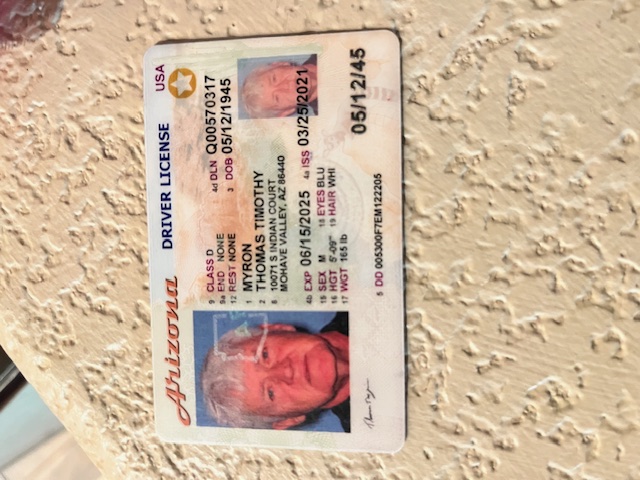 Arizona
DRIVER LICENSE
USA
9 CLASS D
9a END NONE
12 REST NONE
4d DLN Q00570317
3 DOB 05/12/1945
1 MYRON
2 THOMAS TIMOTHY
8 10071 S INDIAN COURT
MOHAVE VALLEY, AZ 86440
4b EXP 06/15/2025
4a ISS 03/25/2021
15 SEX M
18 EYES BLU
16 HGT 5'-09"
19 HAIR WHI
17 WGT 165 lb
5 DD 005300F7EM122205
05/12/45